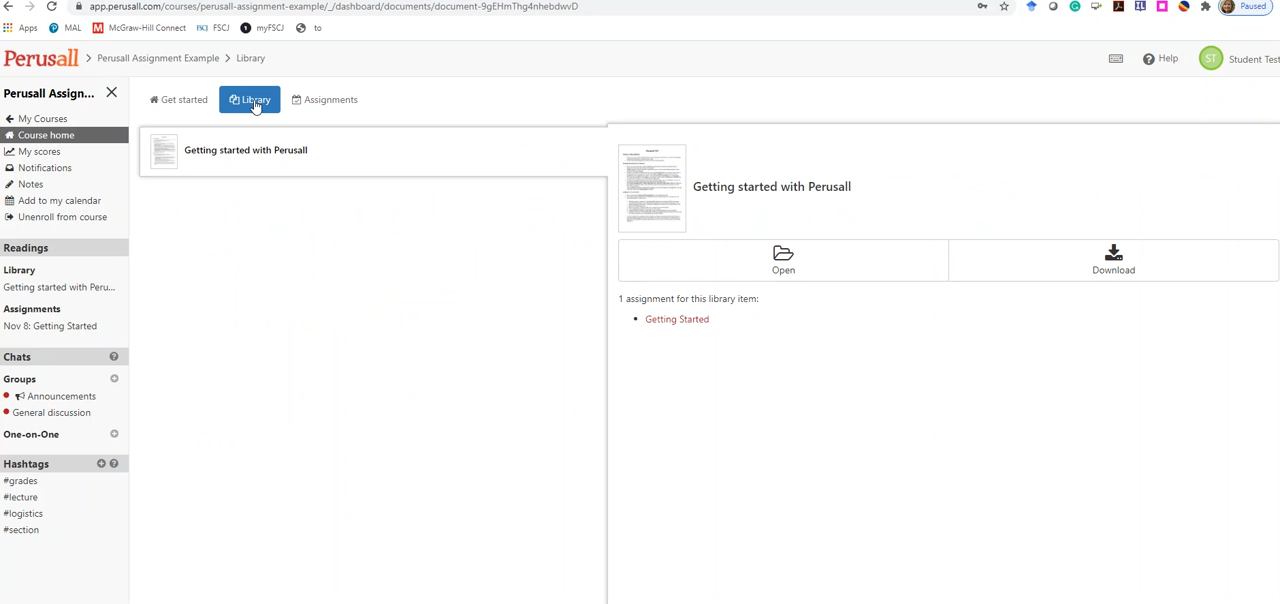 app.perusall.com/courses/perusall-assignment-example/_/dashboard/documents/document-9gEHmThg4nhebdwvD
Paused
Apps MAL McGraw-Hill Connect FSCJ FSCJ myFSCJ to
Perusall > Perusall Assignment Example > Library
Help
ST Student Test
Perusall Assign...
My Courses
Course home
My scores
Notifications
Notes
Add to my calendar
Unenroll from course
Readings
Library
Getting started with Peru...
Assignments
Nov 8: Getting Started
Chats
Groups
Announcements
General discussion
One-on-One
Hashtags
#grades
#lecture
#logistics
#section
Get started Library Assignments
Getting started with Perusall
Getting started with Perusall
Open
Download
1 assignment for this library item:
• Getting Started